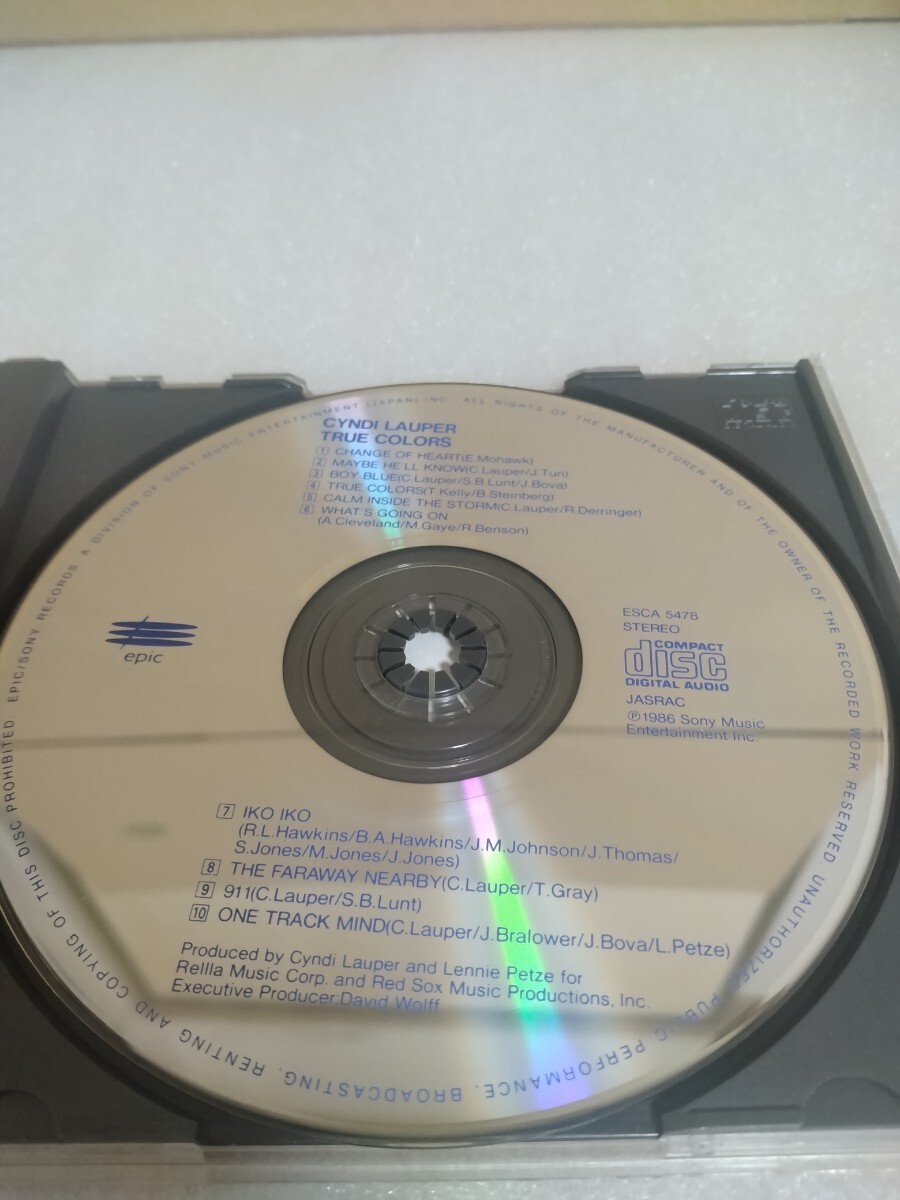 CYNDI LAUPER
TRUE COLORS
1 CHANGE OF HEART(E.Mohawk)
2 MAYBE HE'LL KNOW(C.Lauper/J.Turi)
3 BOY BLUE(C.Lauper/S.B.Lunt/J.Bova)
4 TRUE COLORS(T.Kelly/B.Steinberg)
5 CALM INSIDE THE STORM(C.Lauper/R.Derringer)
6 WHAT'S GOING ON
(A.Cleveland/M.Gaye/R.Benson)
epic
ESCA 5478
STEREO
COMPACT
disc
DIGITAL AUDIO
JASRAC
Ⓟ1986 Sony Music
Entertainment Inc.
7 IKO IKO
(R.L.Hawkins/B.A.Hawkins/J.M.Johnson/J.Thomas/
S.Jones/M.Jones/J.Jones)
8 THE FARAWAY NEARBY(C.Lauper/T.Gray)
9 911(C.Lauper/S.B.Lunt)
10 ONE TRACK MIND(C.Lauper/J.Bralower/J.Bova/L.Petze)
Produced by Cyndi Lauper and Lennie Petze for
Rellla Music Corp. and Red Sox Music Productions, Inc.
Executive Producer:David Wolff
EPIC/SONY RECORDS A DIVISION OF SONY MUSIC ENTERTAINMENT (JAPAN) INC. ALL RIGHTS OF THE MANUFACTURER AND OF THE OWNER OF THE RECORDED WORK RESERVED. UNAUTHORIZED PUBLIC PERFORMANCE, BROADCASTING, RENTING AND COPYING OF THIS DISC PROHIBITED